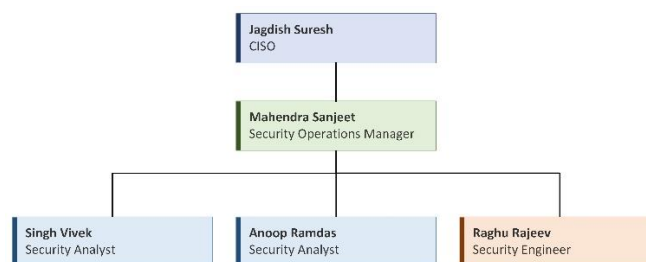 Jagdish Suresh
CISO
Mahendra Sanjeet
Security Operations Manager
Singh Vivek
Security Analyst
Anoop Ramdas
Security Analyst
Raghu Rajeev
Security Engineer